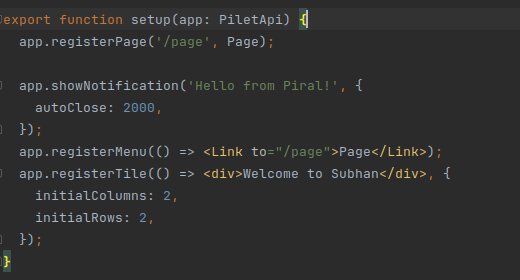 export function setup(app: PiletApi) {
  app.registerPage('/page', Page);

  app.showNotification('Hello from Piral!', {
    autoClose: 2000,
  });
  app.registerMenu(() => <Link to="/page">Page</Link>);
  app.registerTile(() => <div>Welcome to Subhan</div>, {
    initialColumns: 2,
    initialRows: 2,
  });
}